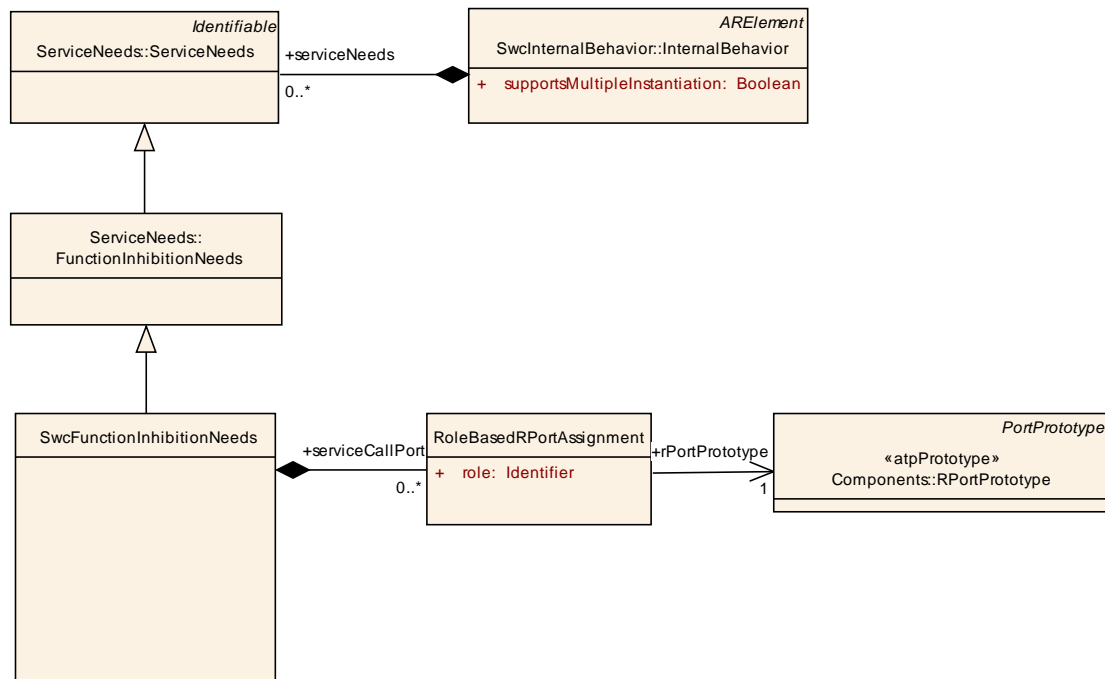 Identifiable
ServiceNeeds::ServiceNeeds
+serviceNeeds
0..*
ARElement
SwcInternalBehavior::InternalBehavior
+ supportsMultipleInstantiation: Boolean
ServiceNeeds::
FunctionInhibitionNeeds
SwcFunctionInhibitionNeeds
+serviceCallPort
0..*
RoleBasedRPortAssignment
+ role: Identifier
+rPortPrototype
1
PortPrototype
«atpPrototype»
Components::RPortPrototype